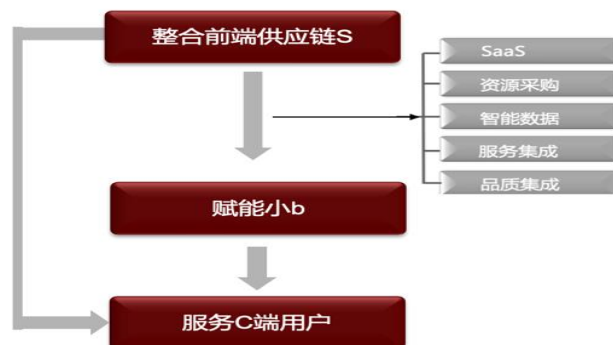 整合前端供应链S
SaaS
资源采购
智能数据
服务集成
品质集成
赋能小b
服务C端用户